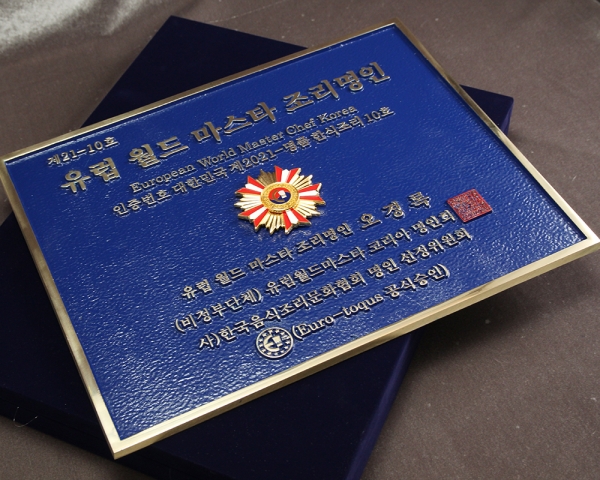 제21-10호
유럽 월드 마스타 조리명인
European World Master Chef Korea
인증번호 대한민국 제2021-명품 한식조리 10호
유럽 월드 마스타 조리명인 오경록
(비정부단체) 유럽월드마스타 코리아 명인회
사)한국음식조리문화협회 명인 선정위원회
(Euro-toqus 공식승인)